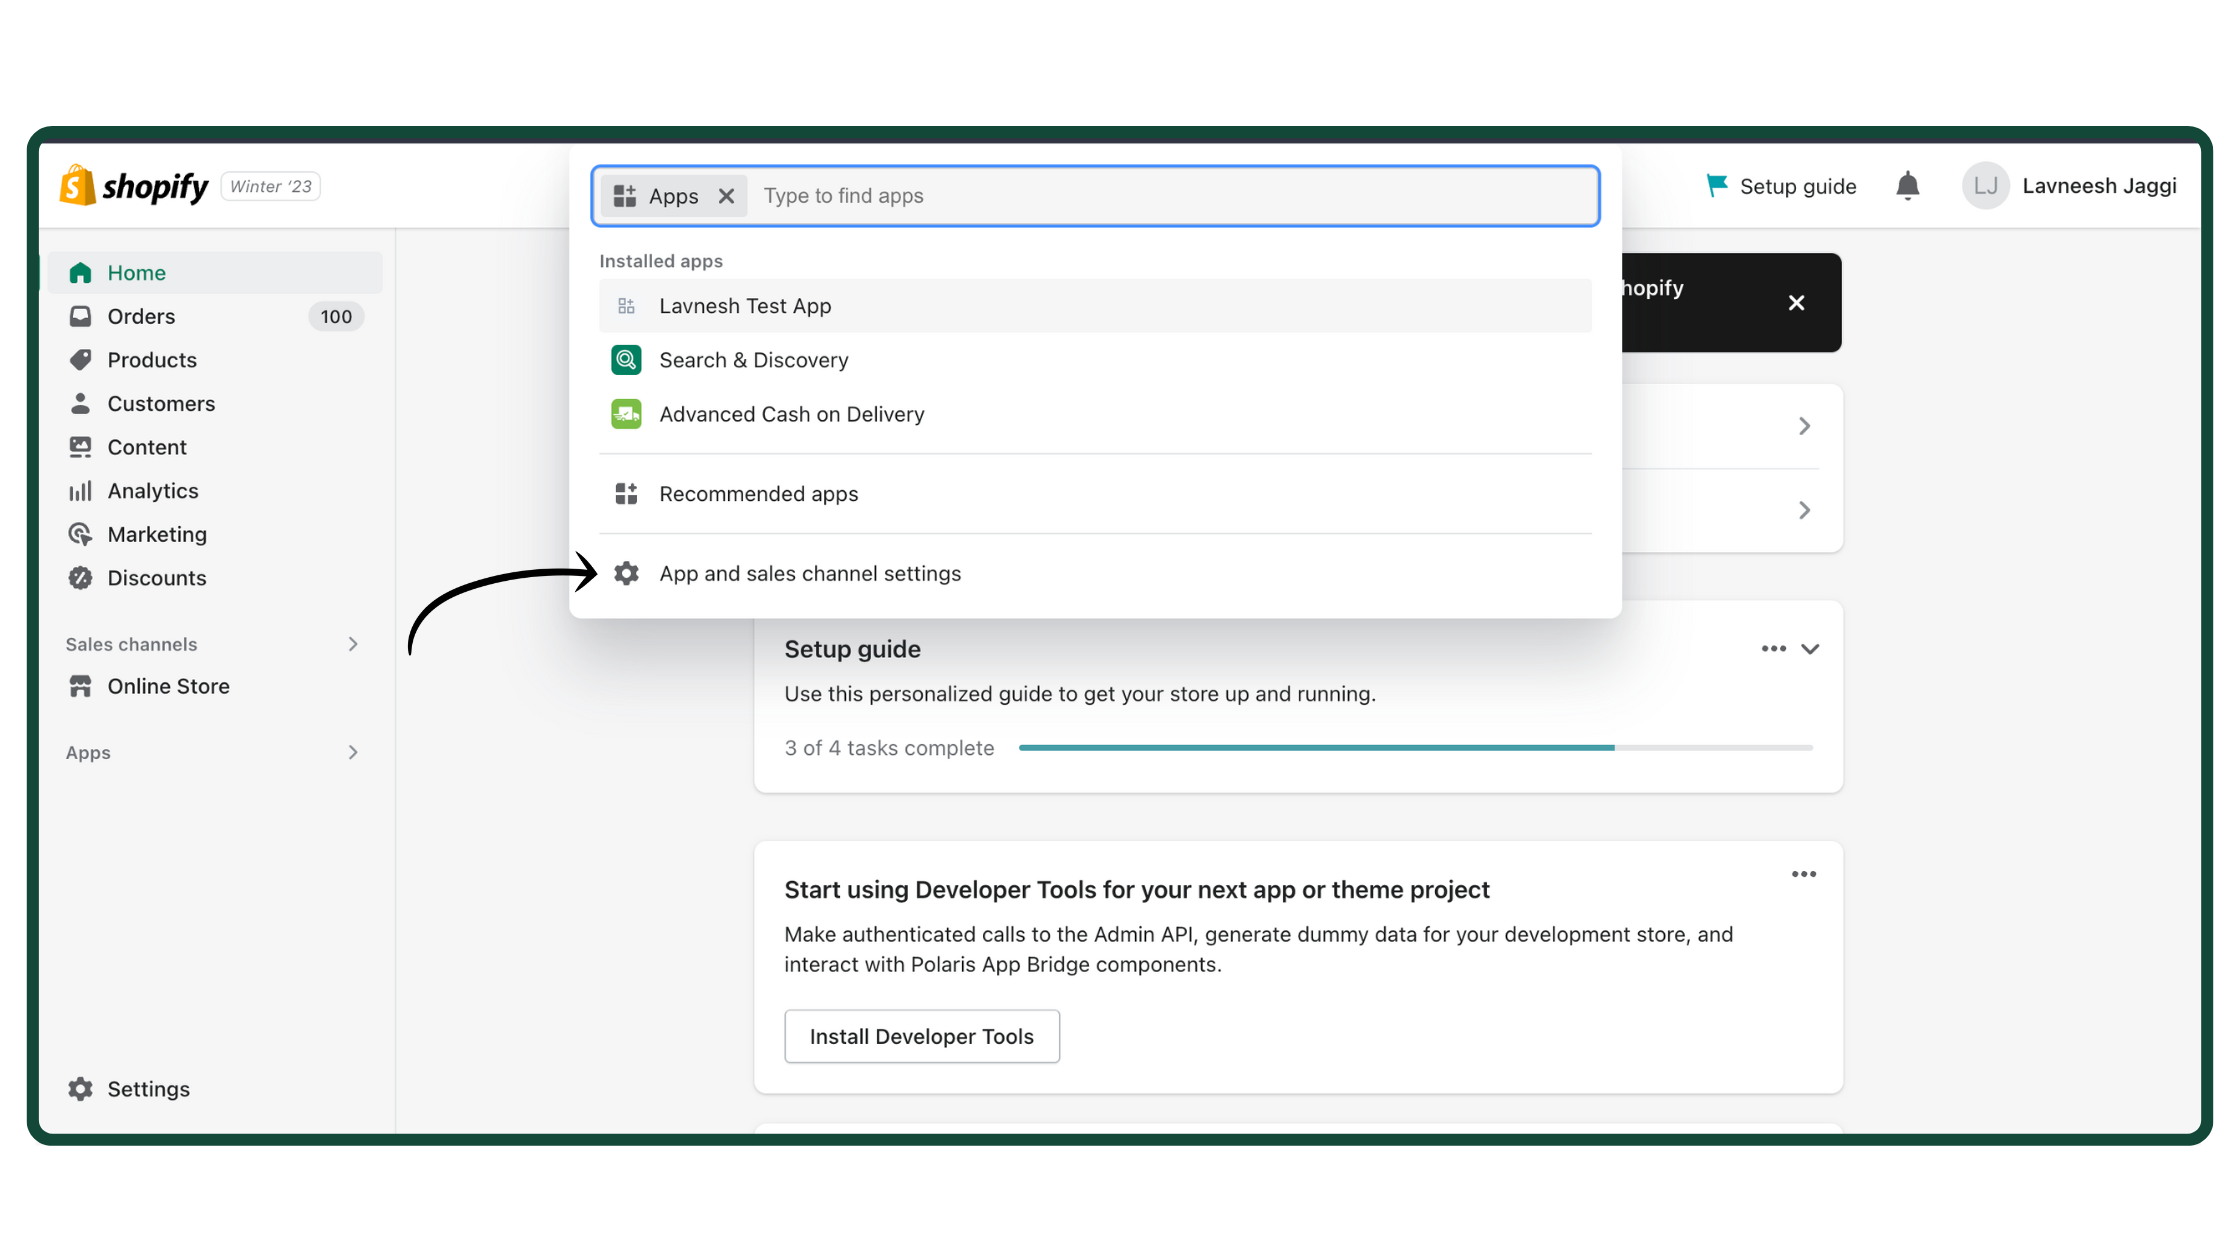 shopify
Winter ‘23
Apps
Type to find apps
Setup guide
LJ
Lavneesh Jaggi
Home
Orders
100
Products
Customers
Content
Analytics
Marketing
Discounts
Sales channels
Online Store
Apps
Settings
Installed apps
Lavnesh Test App
Search & Discovery
Advanced Cash on Delivery
Recommended apps
App and sales channel settings
hopify
Setup guide
Use this personalized guide to get your store up and running.
3 of 4 tasks complete
Start using Developer Tools for your next app or theme project
Make authenticated calls to the Admin API, generate dummy data for your development store, and
interact with Polaris App Bridge components.
Install Developer Tools